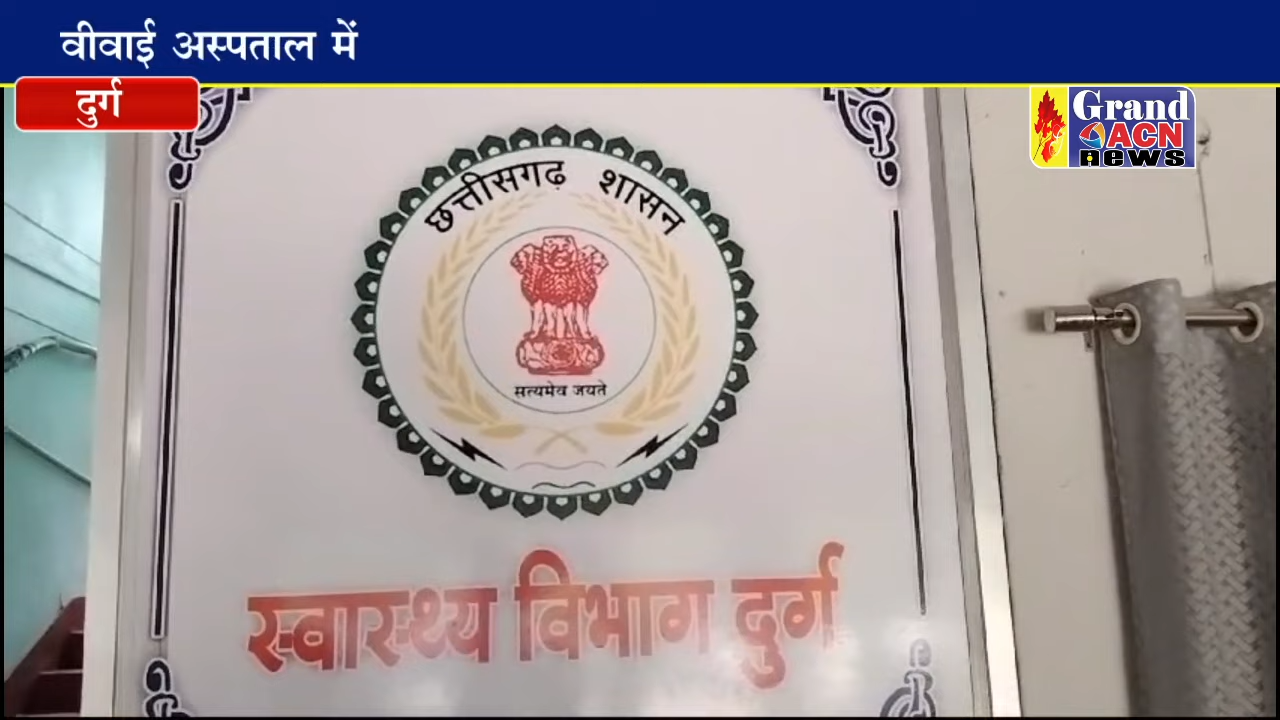 वीवाई अस्पताल में
दुर्ग
Grand
ACN
news
छत्तीसगढ़ शासन
सत्यमेव जयते
स्वास्थ्य विभाग दुर्ग